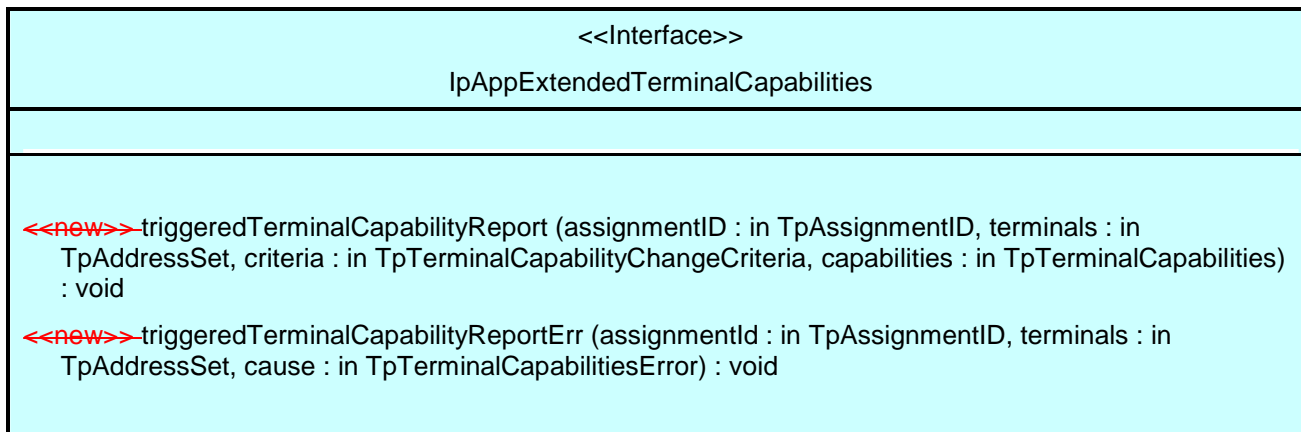 <<Interface>>
IpAppExtendedTerminalCapabilities
<<new>> triggeredTerminalCapabilityReport (assignmentID : in TpAssignmentID, terminals : in
TpAddressSet, criteria : in TpTerminalCapabilityChangeCriteria, capabilities : in TpTerminalCapabilities)
: void
<<new>> triggeredTerminalCapabilityReportErr (assignmentId : in TpAssignmentID, terminals : in
TpAddressSet, cause : in TpTerminalCapabilitiesError) : void